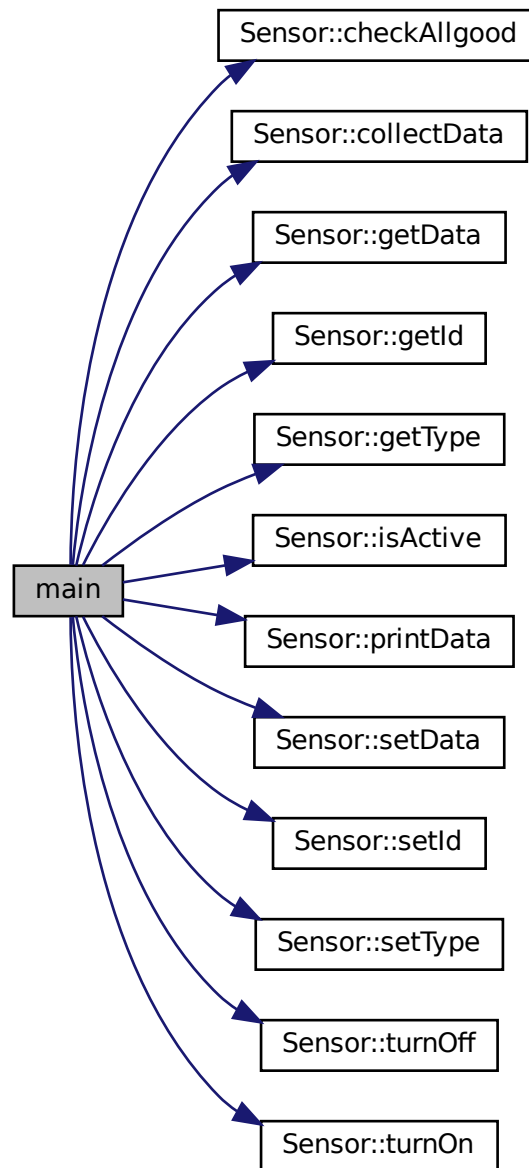 Sensor::checkAllgood
Sensor::collectData
Sensor::getData
Sensor::getId
Sensor::getType
Sensor::isActive
main
Sensor::printData
Sensor::setData
Sensor::setId
Sensor::setType
Sensor::turnOff
Sensor::turnOn